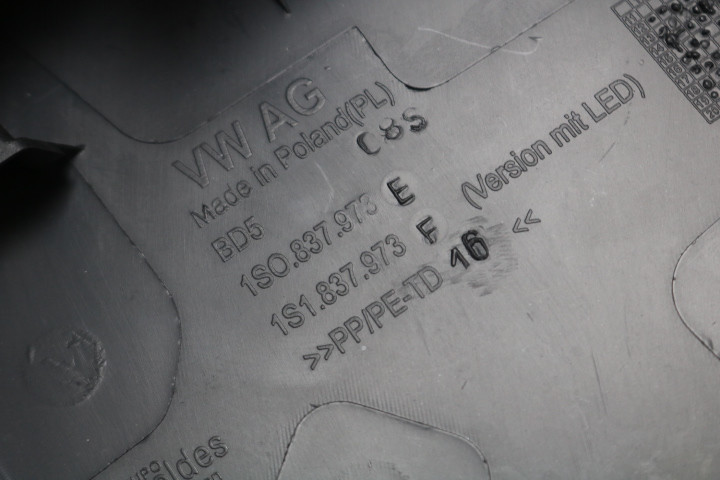 VW AG
Made in Poland(PL)
C8S
BD5
1S0.837.973 E
1S1.837.973 F (Version mit LED)
>>PP/PE-TD 16 <<